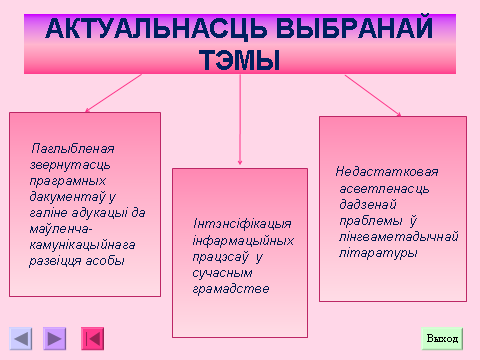 АКТУАЛЬНАСЦЬ ВЫБРАНАЙ
ТЭМЫ
Паглыбленая
звернутасць
праграмных
дакументаў у
галіне адукацыі да
маўленча-
камунікацыйнага
развіцця асобы
Інтэнсіфікацыя
інфармацыйных
працэсаў у
сучасным
грамадстве
Недастатковая
асветленасць
дадзенай
праблемы ў
лінгваметадычнай
літаратуры
Выход